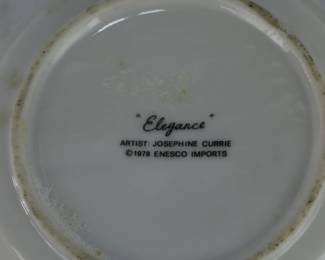 "Elegance"
ARTIST: JOSEPHINE CURRIE
©1978 ENESCO IMPORTS